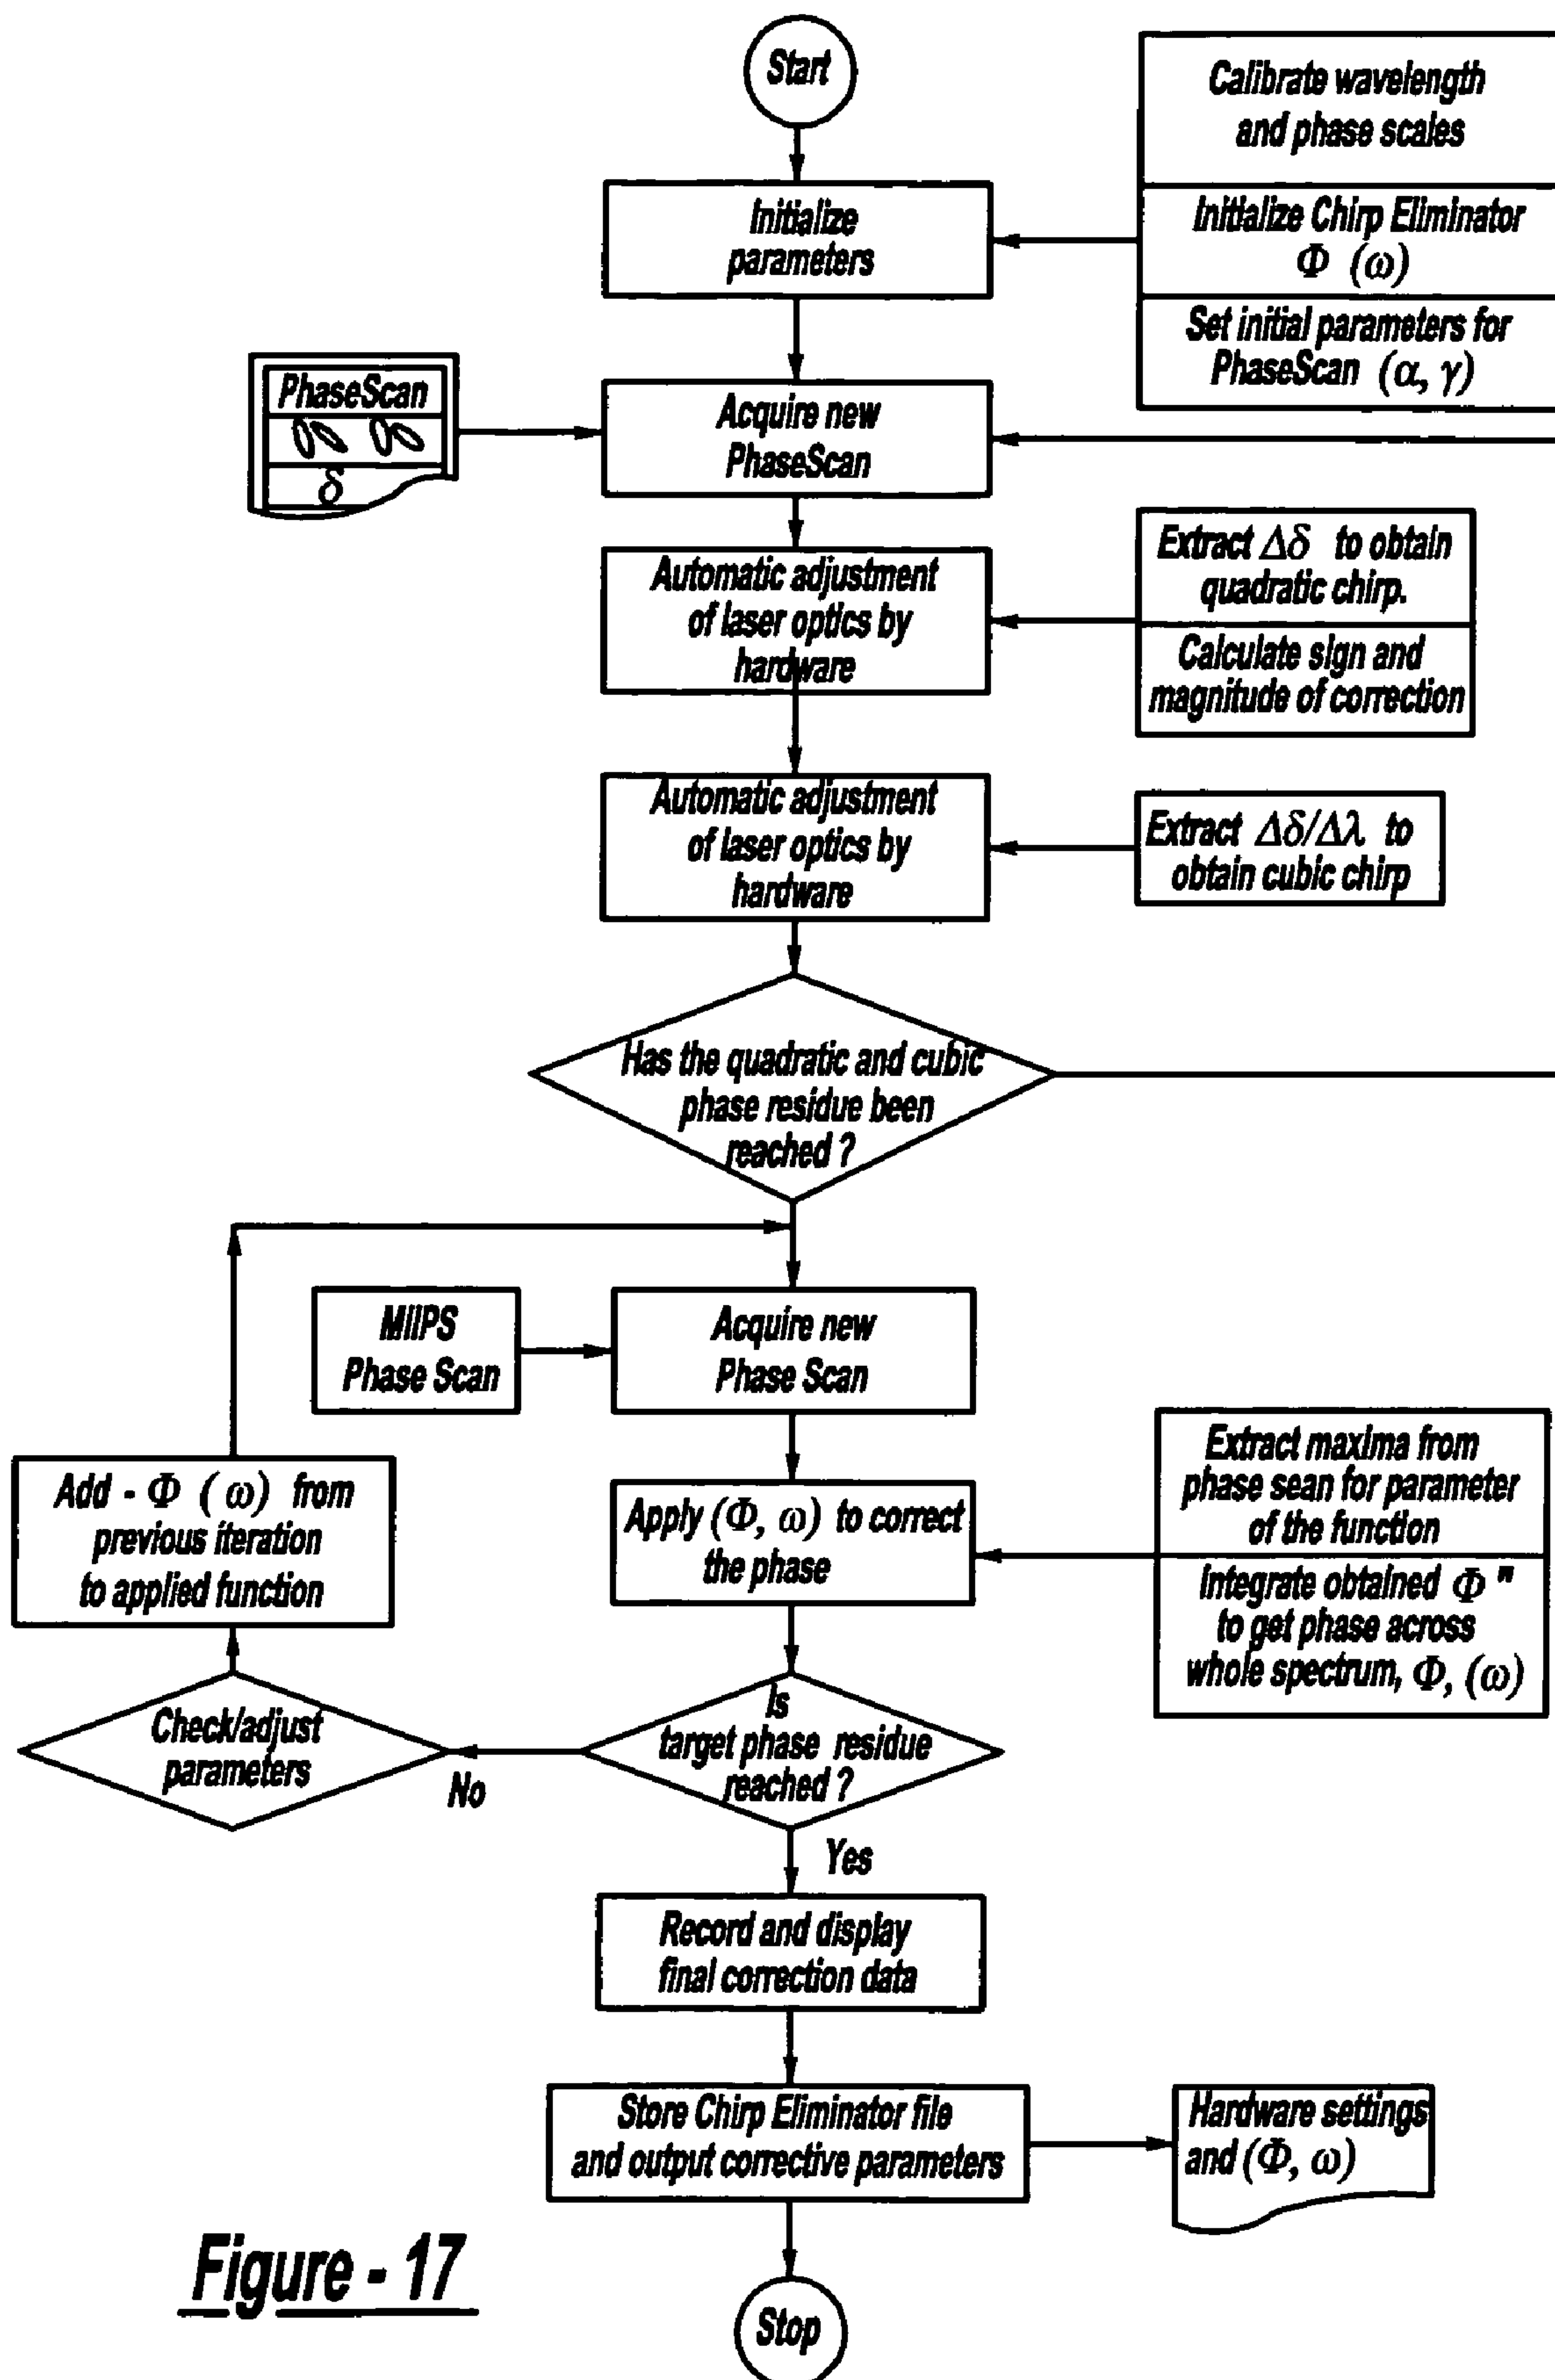 Start
Calibrate wavelength
and phase scales
Initialize
parameters
Initialize Chirp Eliminator
Φ (ω)
Set initial parameters for
PhaseScan (α, γ)
PhaseScan
δ
Acquire new
PhaseScan
Automatic adjustment
of laser optics by
hardware
Extract Δδ to obtain
quadratic chirp.
Calculate sign and
magnitude of correction
Automatic adjustment
of laser optics by
hardware
Extract Δδ/Δλ to
obtain cubic chirp
Has the quadratic and cubic
phase residue been
reached ?
MIIPS
Phase Scan
Acquire new
Phase Scan
Add - Φ (ω) from
previous iteration
to applied function
Apply (Φ, ω) to correct
the phase
Extract maxima from
phase sean for parameter
of the function
Integrate obtained Φ "
to get phase across
whole spectrum, Φ, (ω)
Check/adjust
parameters
No
Is
target phase residue
reached ?
Yes
Record and display
final correction data
Store Chirp Eliminator file
and output corrective parameters
Hardware settings
and (Φ, ω)
Figure - 17
Stop